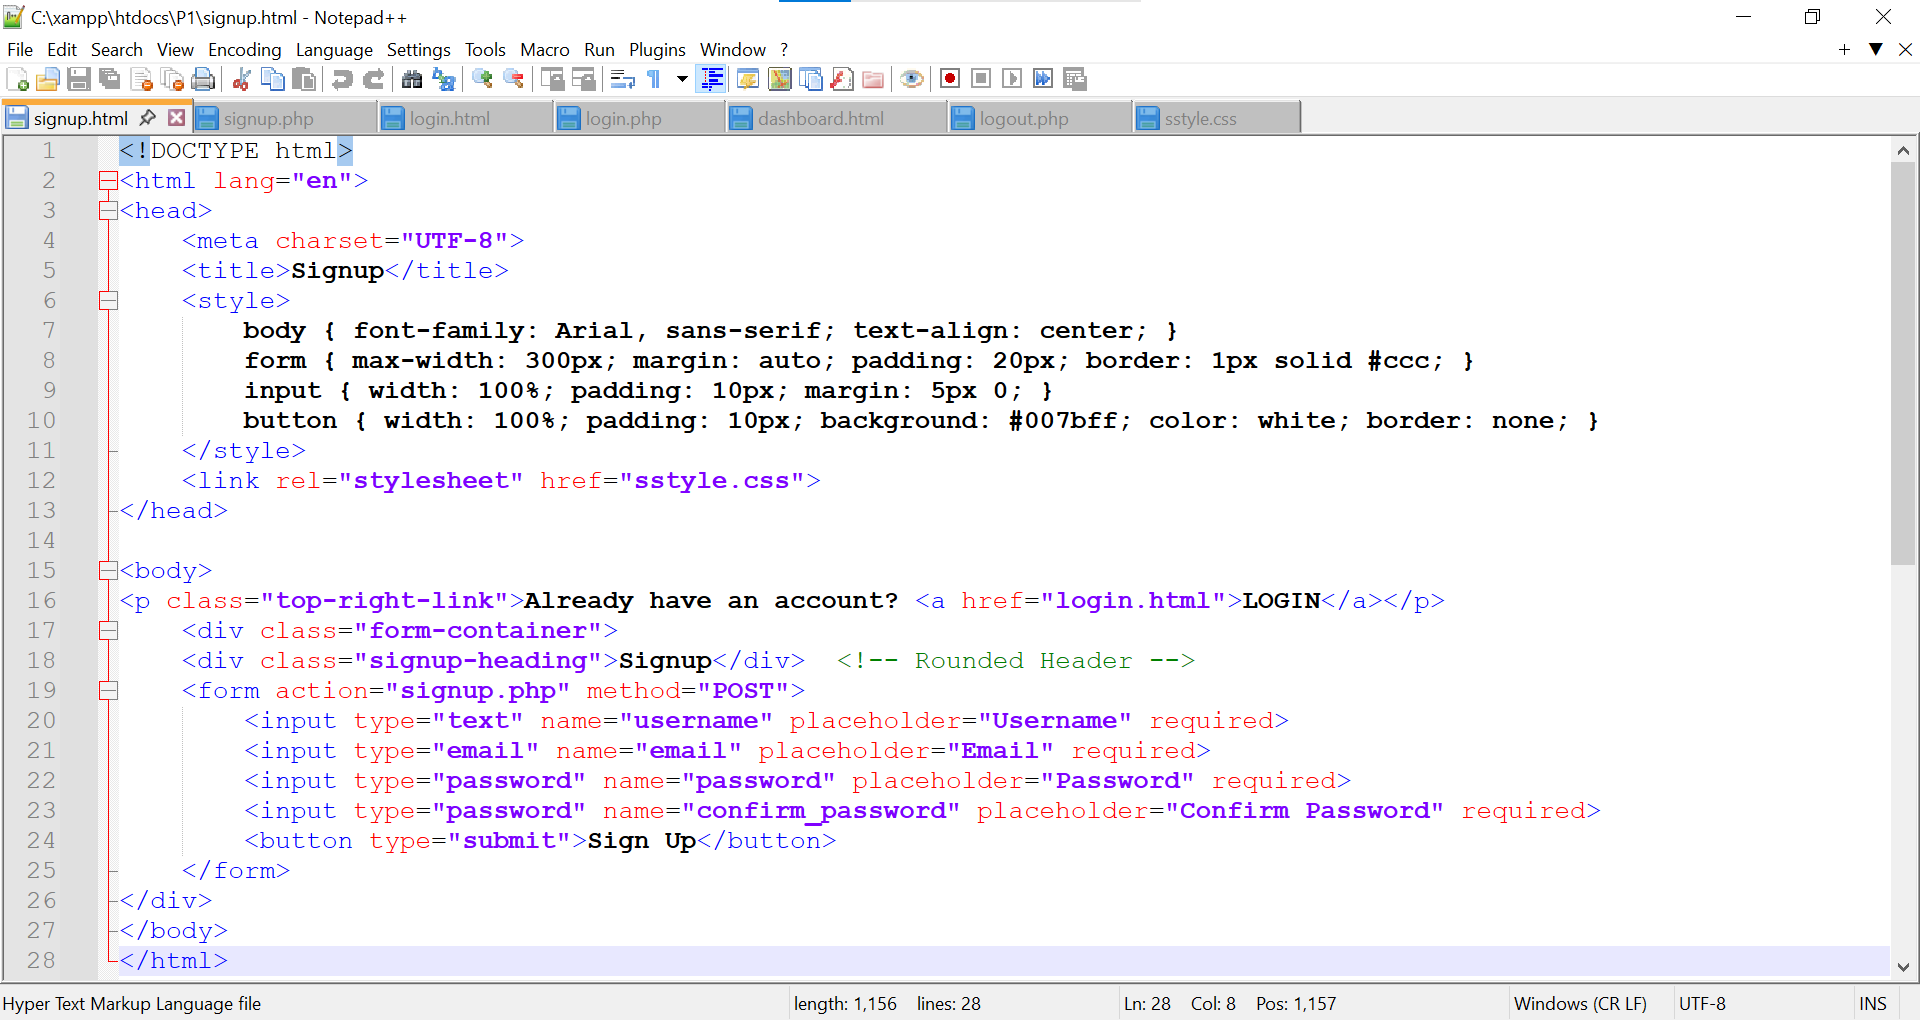 C:\xampp\htdocs\P1\signup.html - Notepad++
File Edit Search View Encoding Language Settings Tools Macro Run Plugins Window ?
signup.html signup.php login.html login.php dashboard.html logout.php sstyle.css
1 <!DOCTYPE html>
2 <html lang="en">
3 <head>
4     <meta charset="UTF-8">
5     <title>Signup</title>
6     <style>
7         body { font-family: Arial, sans-serif; text-align: center; }
8         form { max-width: 300px; margin: auto; padding: 20px; border: 1px solid #ccc; }
9         input { width: 100%; padding: 10px; margin: 5px 0; }
10         button { width: 100%; padding: 10px; background: #007bff; color: white; border: none; }
11     </style>
12     <link rel="stylesheet" href="sstyle.css">
13 </head>
14
15 <body>
16 <p class="top-right-link">Already have an account? <a href="login.html">LOGIN</a></p>
17     <div class="form-container">
18     <div class="signup-heading">Signup</div>  <!-- Rounded Header -->
19     <form action="signup.php" method="POST">
20         <input type="text" name="username" placeholder="Username" required>
21         <input type="email" name="email" placeholder="Email" required>
22         <input type="password" name="password" placeholder="Password" required>
23         <input type="password" name="confirm_password" placeholder="Confirm Password" required>
24         <button type="submit">Sign Up</button>
25     </form>
26 </div>
27 </body>
28 </html>
Hyper Text Markup Language file length: 1,156 lines: 28 Ln: 28 Col: 8 Pos: 1,157 Windows (CR LF) UTF-8 INS